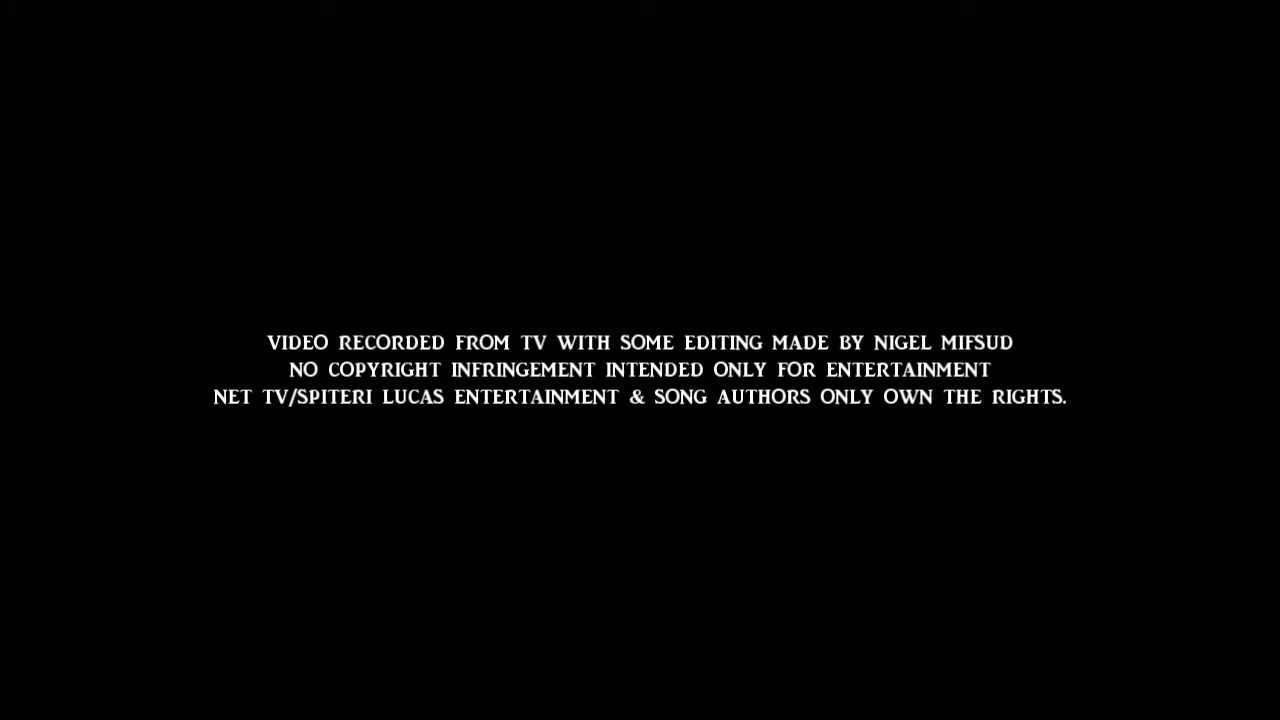 VIDEO RECORDED FROM TV WITH SOME EDITING MADE BY NIGEL MIFSUD
NO COPYRIGHT INFRINGEMENT INTENDED ONLY FOR ENTERTAINMENT
NET TV/SPITERI LUCAS ENTERTAINMENT & SONG AUTHORS ONLY OWN THE RIGHTS.